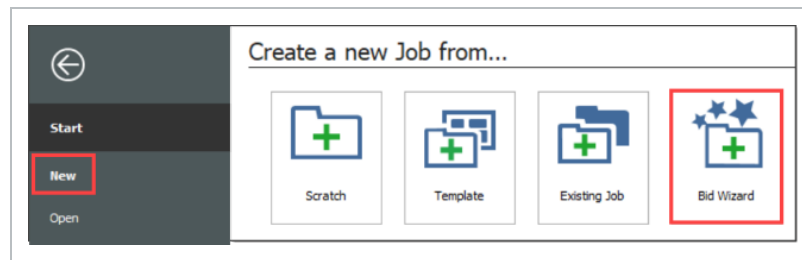 Create a new Job from...
Start
New
Open
Scratch
Template
Existing Job
Bid Wizard